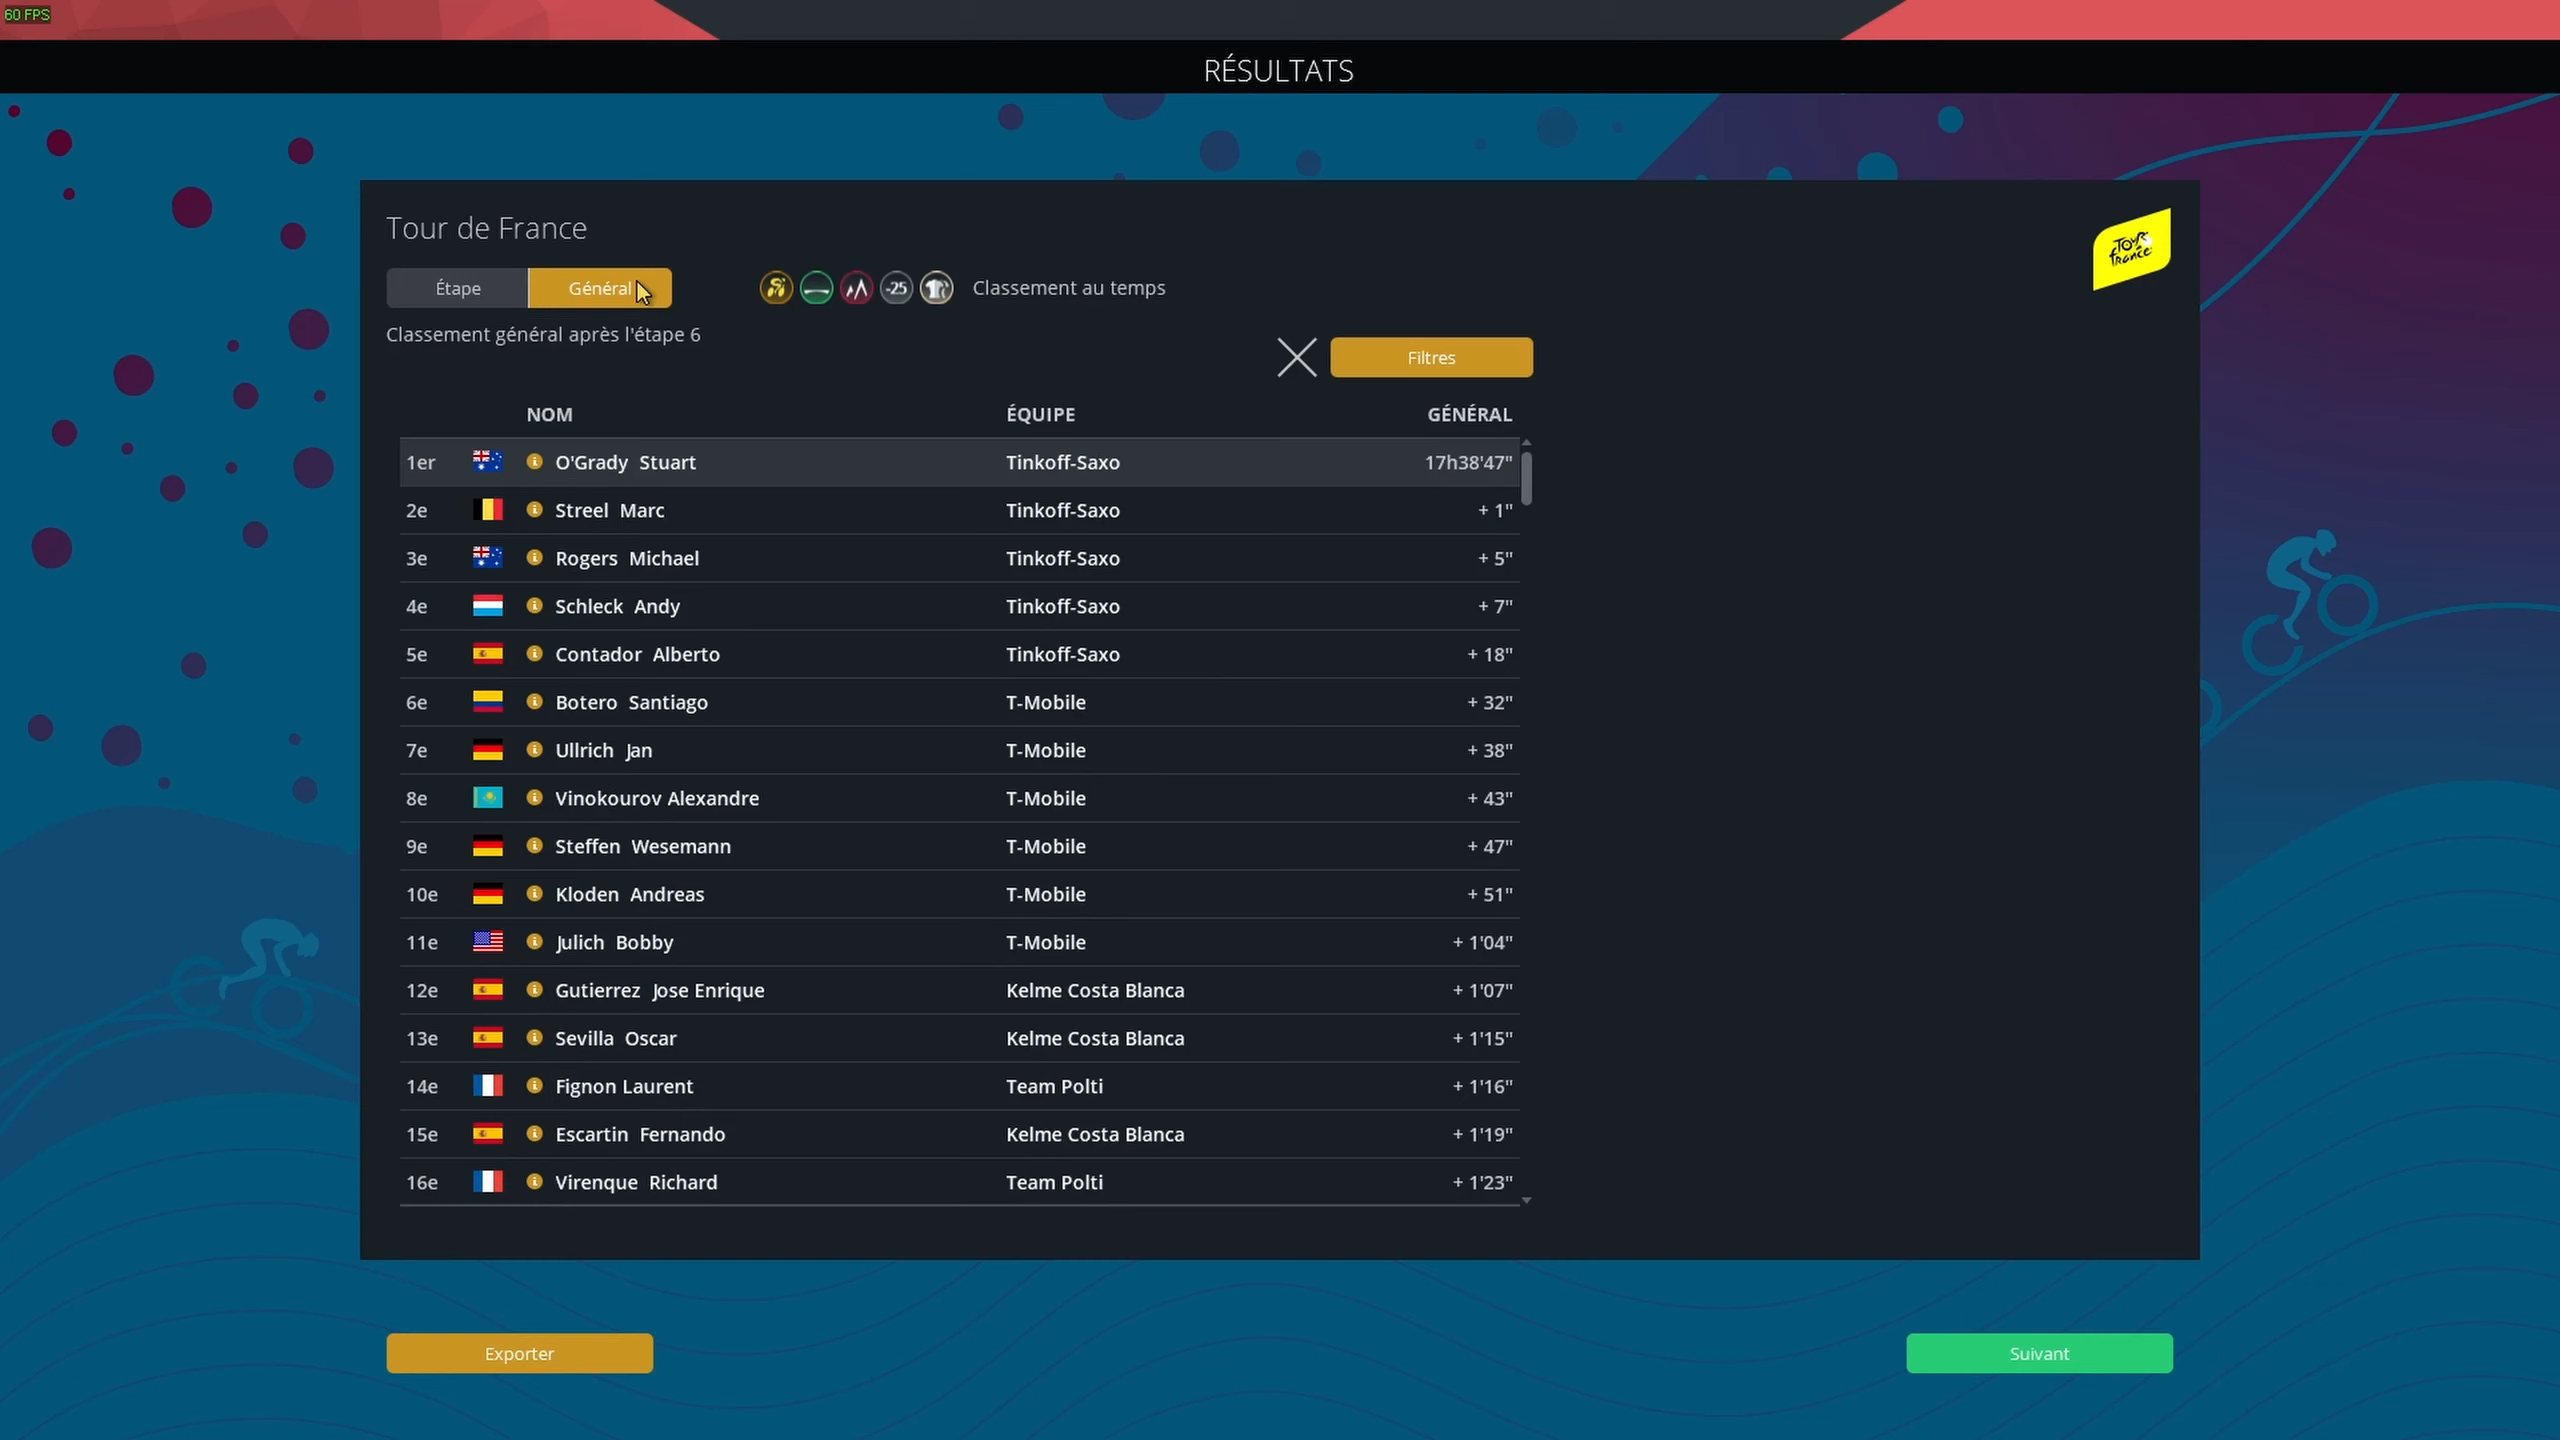 60 FPS
RÉSULTATS
Tour de France
Étape Général
-25 Classement au temps
TOUR
france
Classement général après l'étape 6
Filtres
NOM ÉQUIPE GÉNÉRAL
1er O'Grady Stuart Tinkoff-Saxo 17h38'47"
2e Streel Marc Tinkoff-Saxo + 1"
3e Rogers Michael Tinkoff-Saxo + 5"
4e Schleck Andy Tinkoff-Saxo + 7"
5e Contador Alberto Tinkoff-Saxo + 18"
6e Botero Santiago T-Mobile + 32"
7e Ullrich Jan T-Mobile + 38"
8e Vinokourov Alexandre T-Mobile + 43"
9e Steffen Wesemann T-Mobile + 47"
10e Kloden Andreas T-Mobile + 51"
11e Julich Bobby T-Mobile + 1'04"
12e Gutierrez Jose Enrique Kelme Costa Blanca + 1'07"
13e Sevilla Oscar Kelme Costa Blanca + 1'15"
14e Fignon Laurent Team Polti + 1'16"
15e Escartin Fernando Kelme Costa Blanca + 1'19"
16e Virenque Richard Team Polti + 1'23"
Exporter Suivant